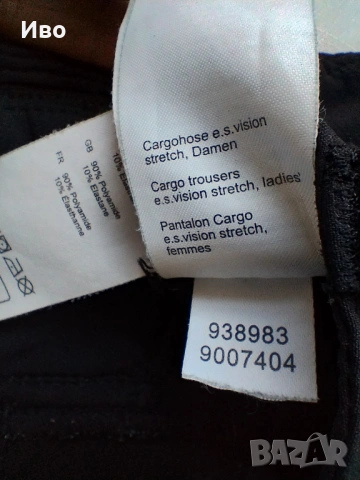 Иво
Cargohose e.s.vision
stretch, Damen
Cargo trousers
e.s.vision stretch, ladies'
Pantalon Cargo
e.s.vision stretch,
femmes
938983
9007404
GB
90% Polyamide
10% Elastane
FR
90% Polyamide
10% Élasthanne
BAZAR